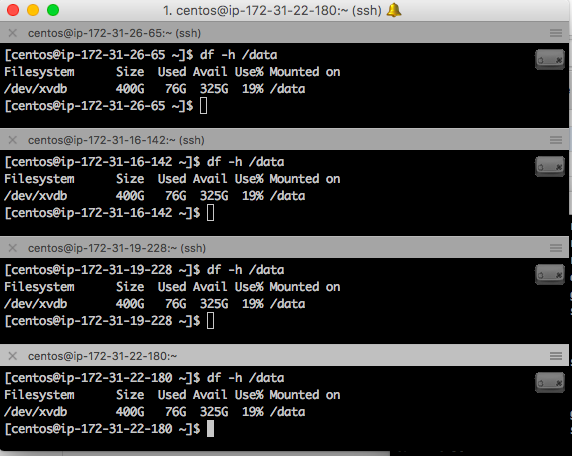 1. centos@ip-172-31-22-180:~ (ssh) 🔔
centos@ip-172-31-26-65:~ (ssh)
[centos@ip-172-31-26-65 ~]$ df -h /data
Filesystem      Size  Used Avail Use% Mounted on
/dev/xvdb       400G   76G  325G  19% /data
[centos@ip-172-31-26-65 ~]$
centos@ip-172-31-16-142:~ (ssh)
[centos@ip-172-31-16-142 ~]$ df -h /data
Filesystem      Size  Used Avail Use% Mounted on
/dev/xvdb       400G   76G  325G  19% /data
[centos@ip-172-31-16-142 ~]$
centos@ip-172-31-19-228:~ (ssh)
[centos@ip-172-31-19-228 ~]$ df -h /data
Filesystem      Size  Used Avail Use% Mounted on
/dev/xvdb       400G   76G  325G  19% /data
[centos@ip-172-31-19-228 ~]$
centos@ip-172-31-22-180:~
[centos@ip-172-31-22-180 ~]$ df -h /data
Filesystem      Size  Used Avail Use% Mounted on
/dev/xvdb       400G   76G  325G  19% /data
[centos@ip-172-31-22-180 ~]$